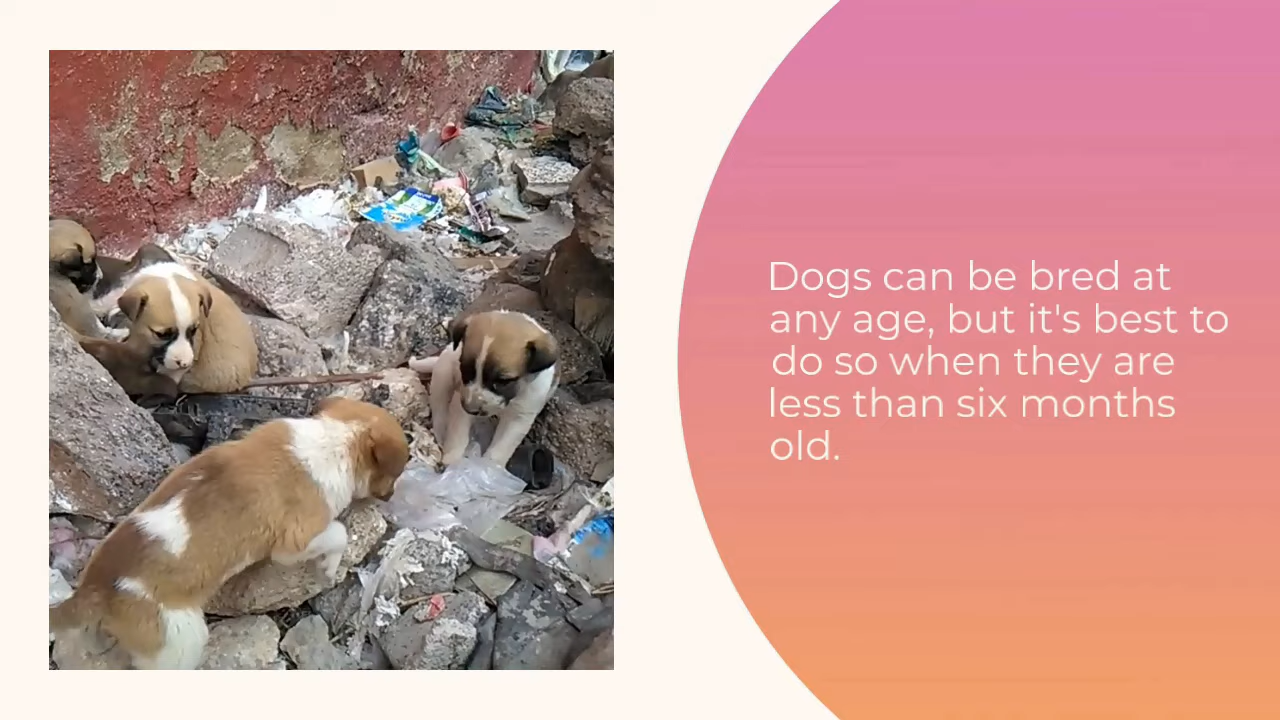 Dogs can be bred at
any age, but it's best to
do so when they are
less than six months
old.